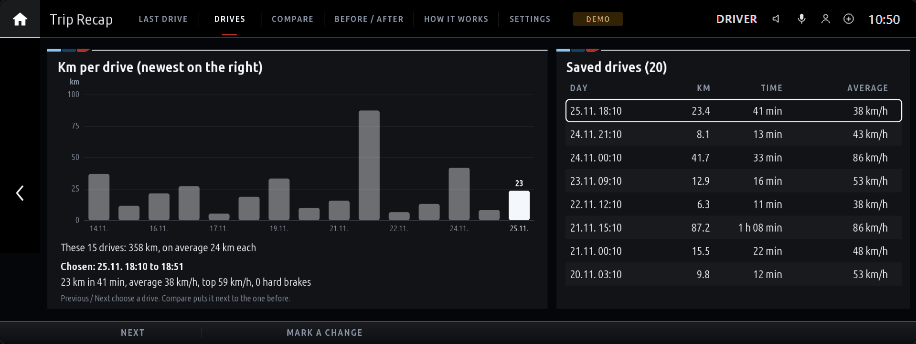 Trip Recap LAST DRIVE DRIVES COMPARE BEFORE / AFTER HOW IT WORKS SETTINGS DEMO DRIVER 10:50
Km per drive (newest on the right)
km
100
75
50
25
0
23
14.11. 16.11. 17.11. 19.11. 21.11. 22.11. 24.11. 25.11.
These 15 drives: 358 km, on average 24 km each
Chosen: 25.11. 18:10 to 18:51
23 km in 41 min, average 38 km/h, top 59 km/h, 0 hard brakes
Previous / Next choose a drive. Compare puts it next to the one before.
Saved drives (20)
DAY KM TIME AVERAGE
25.11. 18:10 23.4 41 min 38 km/h
24.11. 21:10 8.1 13 min 43 km/h
24.11. 00:10 41.7 33 min 86 km/h
23.11. 09:10 12.9 16 min 53 km/h
22.11. 12:10 6.3 11 min 38 km/h
21.11. 15:10 87.2 1 h 08 min 86 km/h
21.11. 00:10 15.5 22 min 48 km/h
20.11. 03:10 9.8 12 min 53 km/h
NEXT MARK A CHANGE